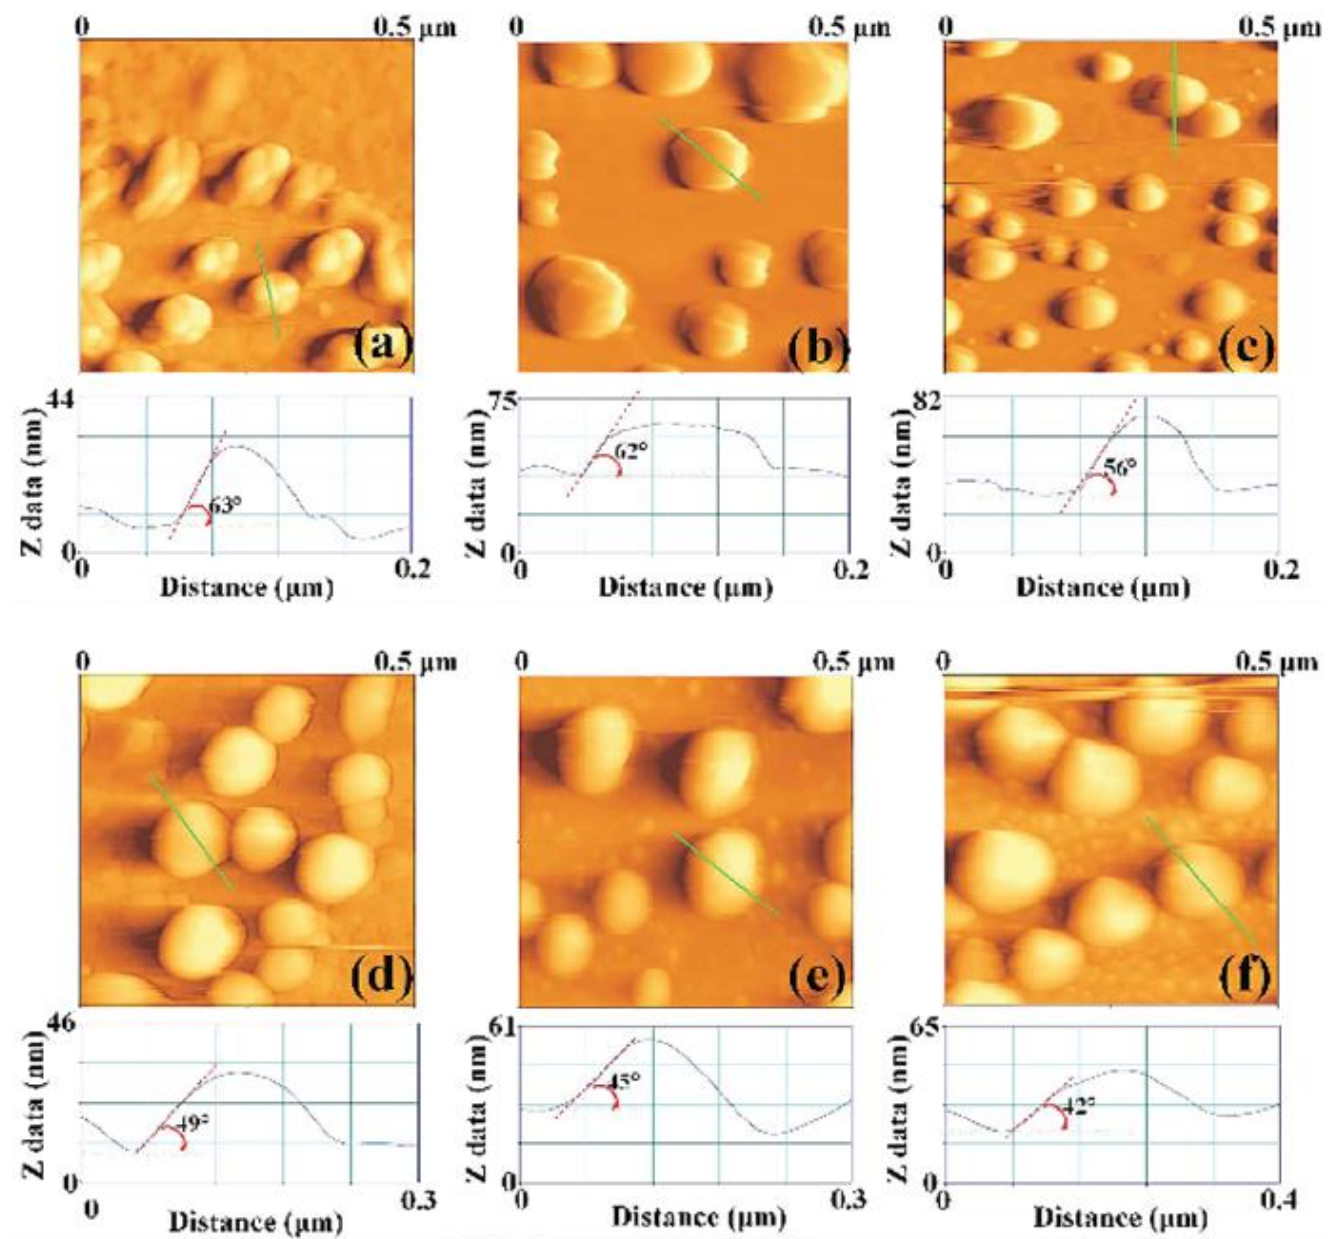 0 0.5 μm 0 0.5 μm 0 0.5 μm
(a) (b) (c)
44 75 82
Z data (nm) Z data (nm) Z data (nm)
63° 62° 56°
0 0 0
0 0.2 0 0.2 0 0.2
Distance (μm) Distance (μm) Distance (μm)
0 0.5 μm 0 0.5 μm 0 0.5 μm
(d) (e) (f)
46 61 65
Z data (nm) Z data (nm) Z data (nm)
49° 45° 42°
0 0 0
0 0.3 0 0.3 0 0.4
Distance (μm) Distance (μm) Distance (μm)